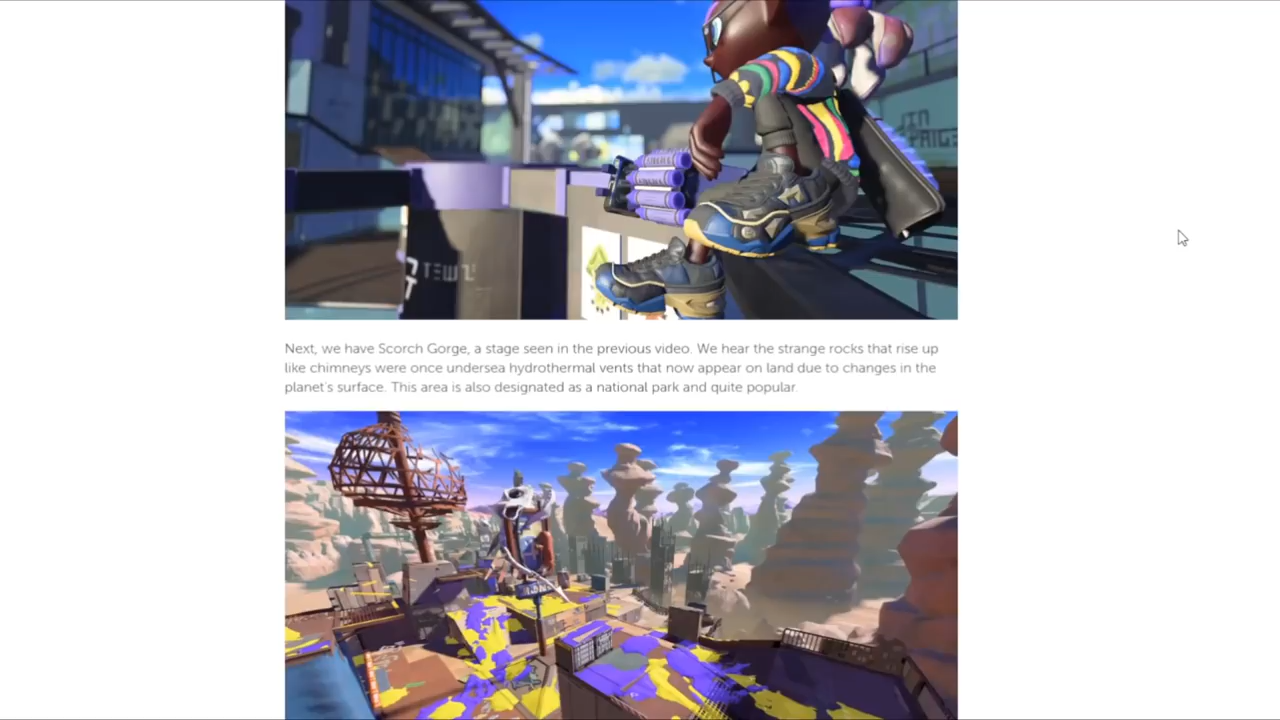 Next, we have Scorch Gorge, a stage seen in the previous video. We hear the strange rocks that rise up
like chimneys were once undersea hydrothermal vents that now appear on land due to changes in the
planet's surface. This area is also designated as a national park and quite popular.